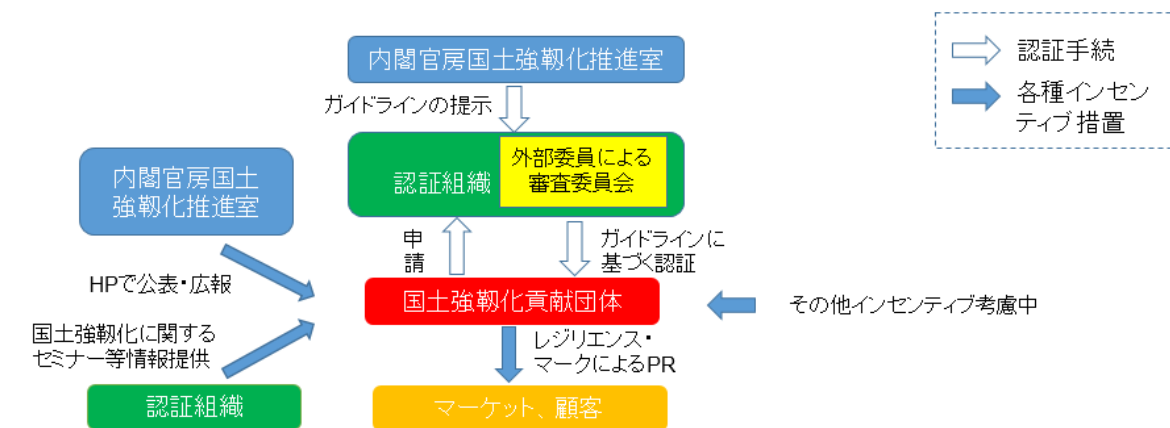 内閣官房国土強靱化推進室
認証手続
各種インセン
ティブ措置
ガイドラインの提示
認証組織
外部委員による
審査委員会
内閣官房国土
強靱化推進室
申
請
ガイドラインに
基づく認証
HPで公表・広報
国土強靱化貢献団体
その他インセンティブ考慮中
国土強靱化に関する
セミナー等情報提供
レジリエンス・
マークによるPR
認証組織
マーケット、顧客